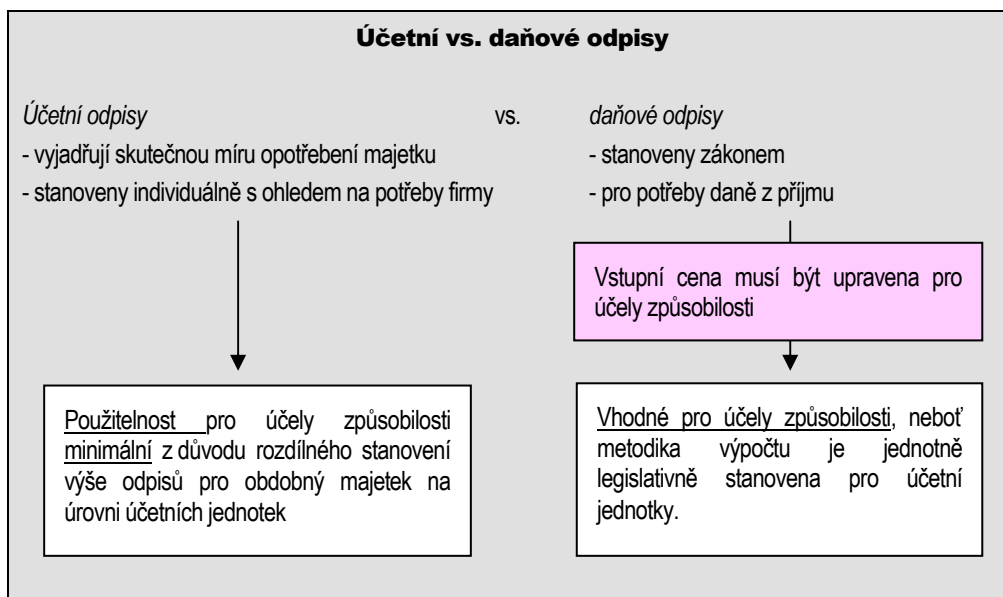 Účetní vs. daňové odpisy
Účetní odpisy vs. daňové odpisy
- vyjadřují skutečnou míru opotřebení majetku
- stanoveny individuálně s ohledem na potřeby firmy
- stanoveny zákonem
- pro potřeby daně z příjmu
Vstupní cena musí být upravena pro
účely způsobilosti
Použitelnost pro účely způsobilosti
minimální z důvodu rozdílného stanovení
výše odpisů pro obdobný majetek na
úrovni účetních jednotek
Vhodné pro účely způsobilosti, neboť
metodika výpočtu je jednotně
legislativně stanovena pro účetní
jednotky.